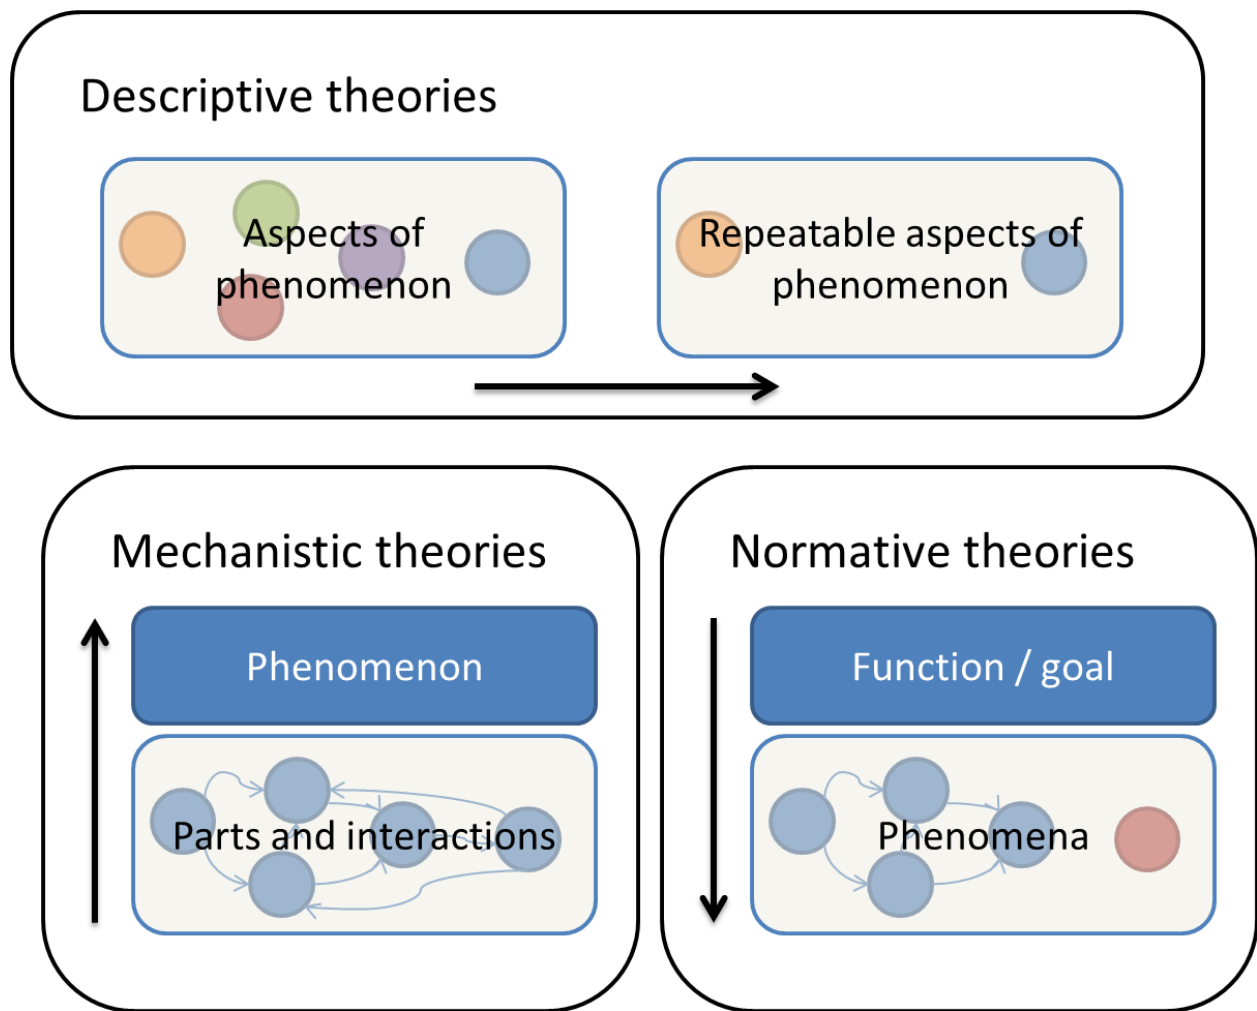 Descriptive theories
Aspects of
phenomenon
Repeatable aspects of
phenomenon
Mechanistic theories
Phenomenon
Parts and interactions
Normative theories
Function / goal
Phenomena